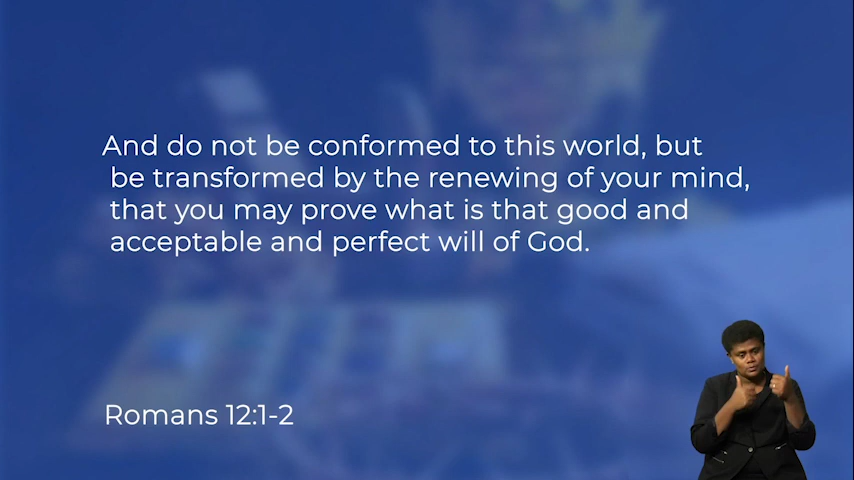 And do not be conformed to this world, but
be transformed by the renewing of your mind,
that you may prove what is that good and
acceptable and perfect will of God.
Romans 12:1-2